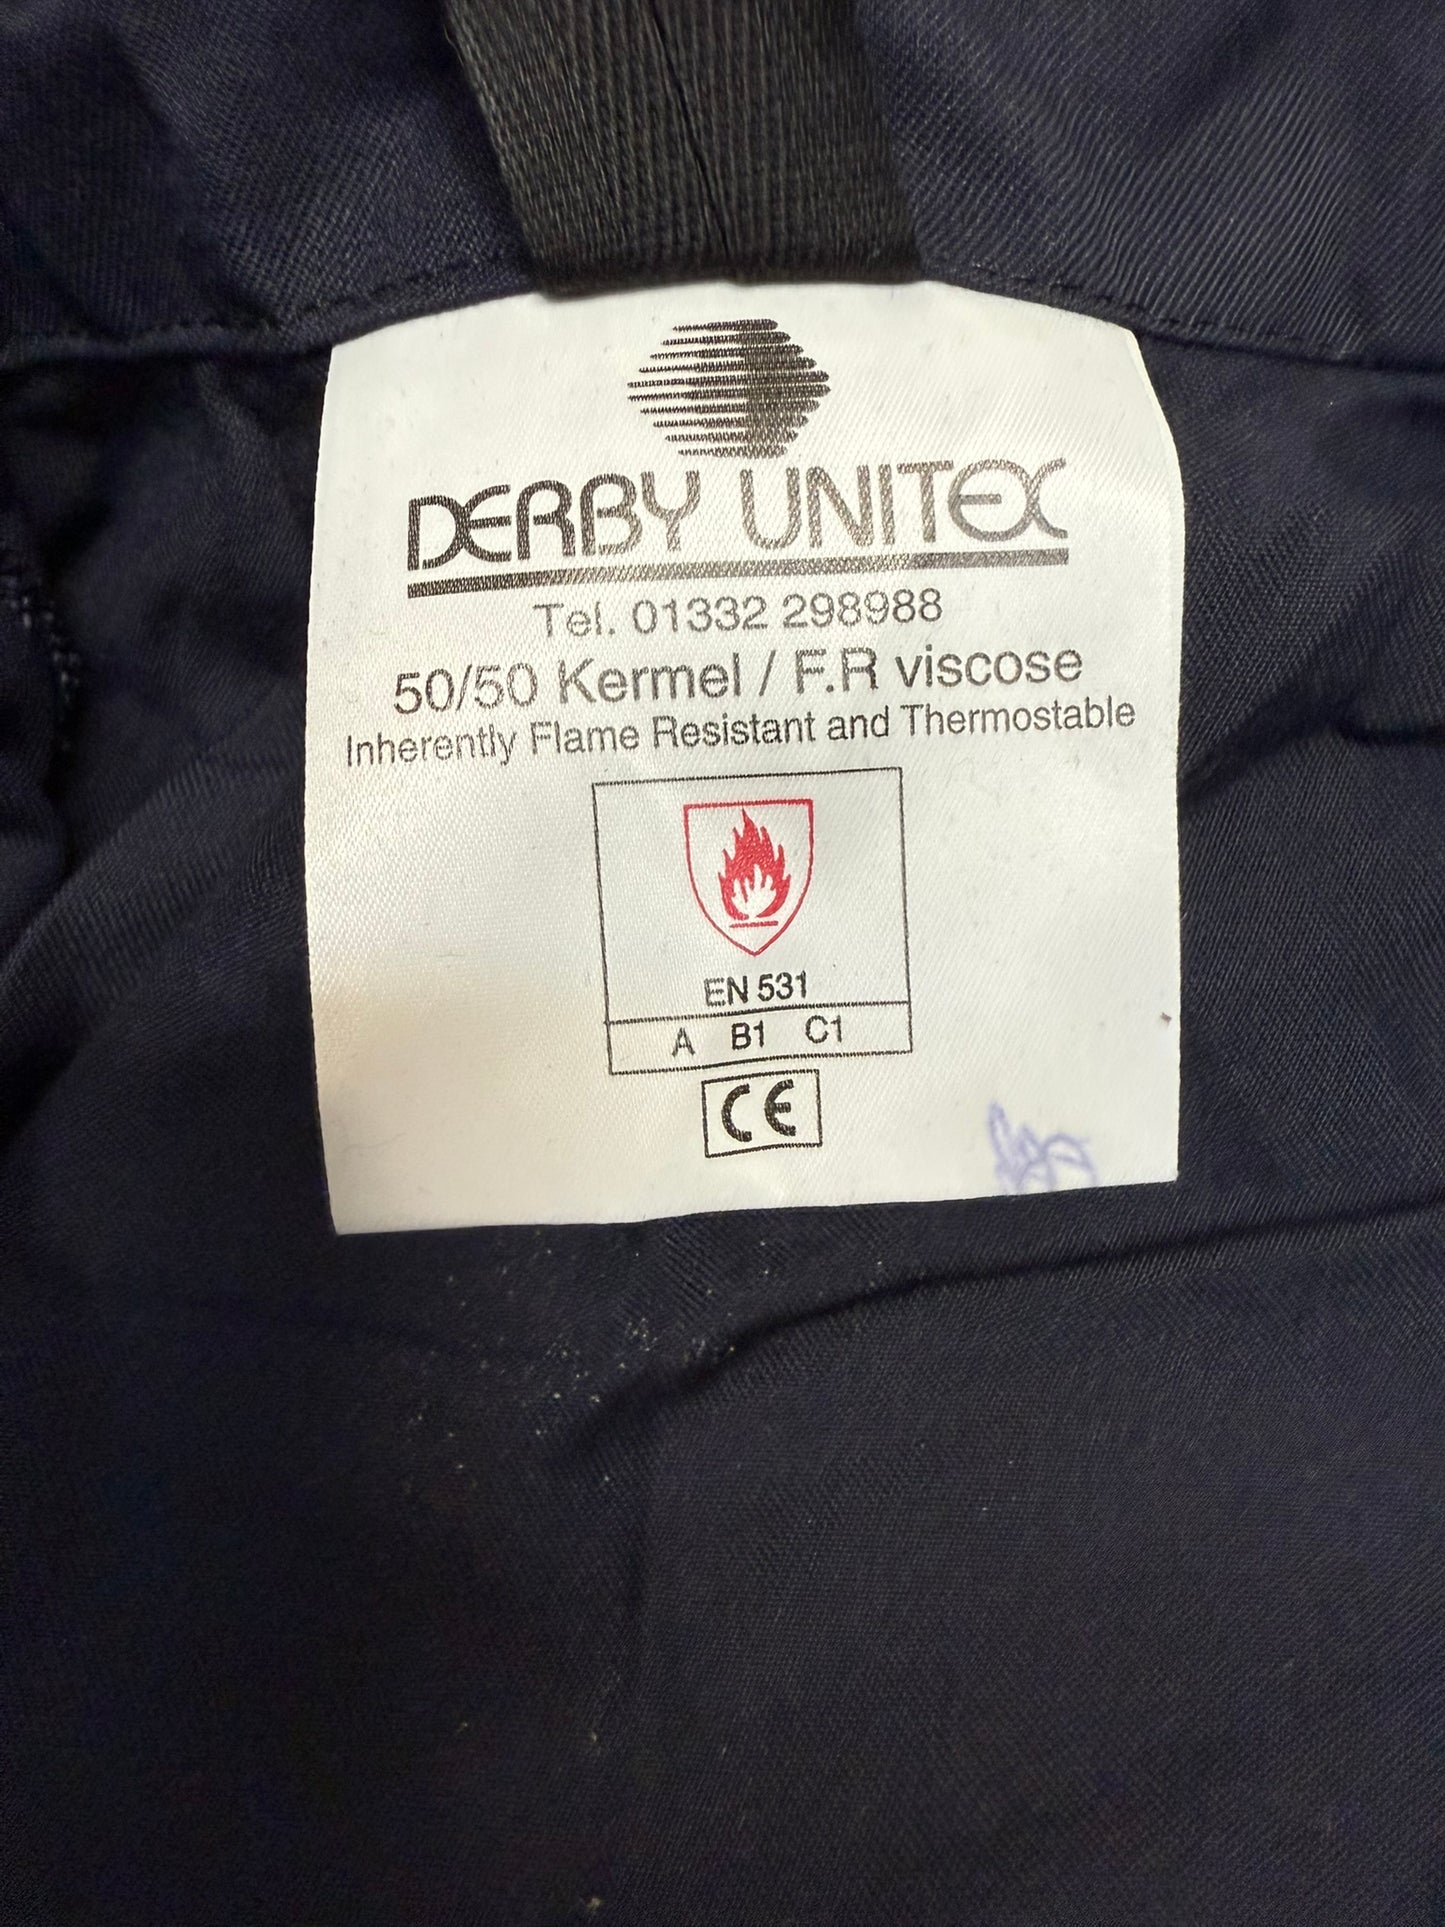 DERBY UNITEX
Tel. 01332 298988
50/50 Kermel / F.R viscose
Inherently Flame Resistant and Thermostable
EN 531
A B1 C1
CE